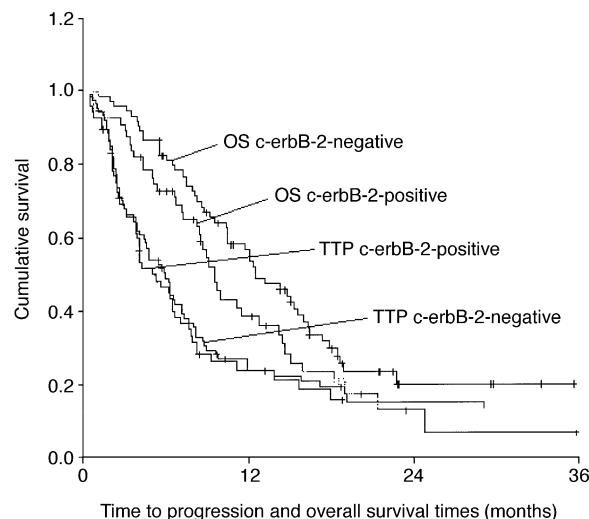 1.2
1.0
0.8
0.6
0.4
0.2
0.0
0
12
24
36
Cumulative survival
OS c-erbB-2-negative
OS c-erbB-2-positive
TTP c-erbB-2-positive
TTP c-erbB-2-negative
Time to progression and overall survival times (months)